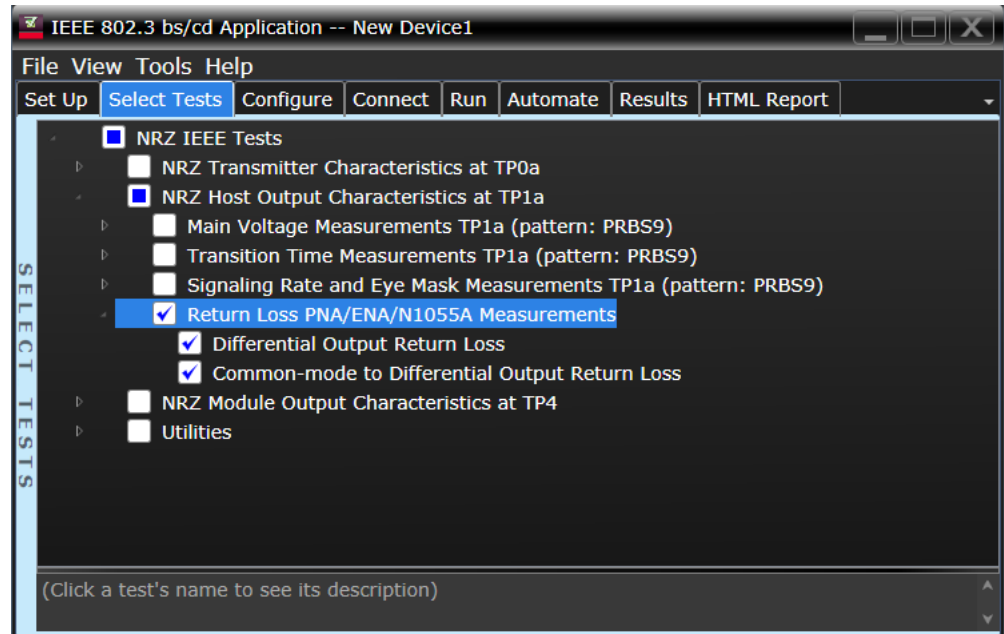 IEEE 802.3 bs/cd Application -- New Device1
File View Tools Help
Set Up Select Tests Configure Connect Run Automate Results HTML Report
SELECT TESTS
NRZ IEEE Tests
NRZ Transmitter Characteristics at TP0a
NRZ Host Output Characteristics at TP1a
Main Voltage Measurements TP1a (pattern: PRBS9)
Transition Time Measurements TP1a (pattern: PRBS9)
Signaling Rate and Eye Mask Measurements TP1a (pattern: PRBS9)
Return Loss PNA/ENA/N1055A Measurements
Differential Output Return Loss
Common-mode to Differential Output Return Loss
NRZ Module Output Characteristics at TP4
Utilities
(Click a test's name to see its description)